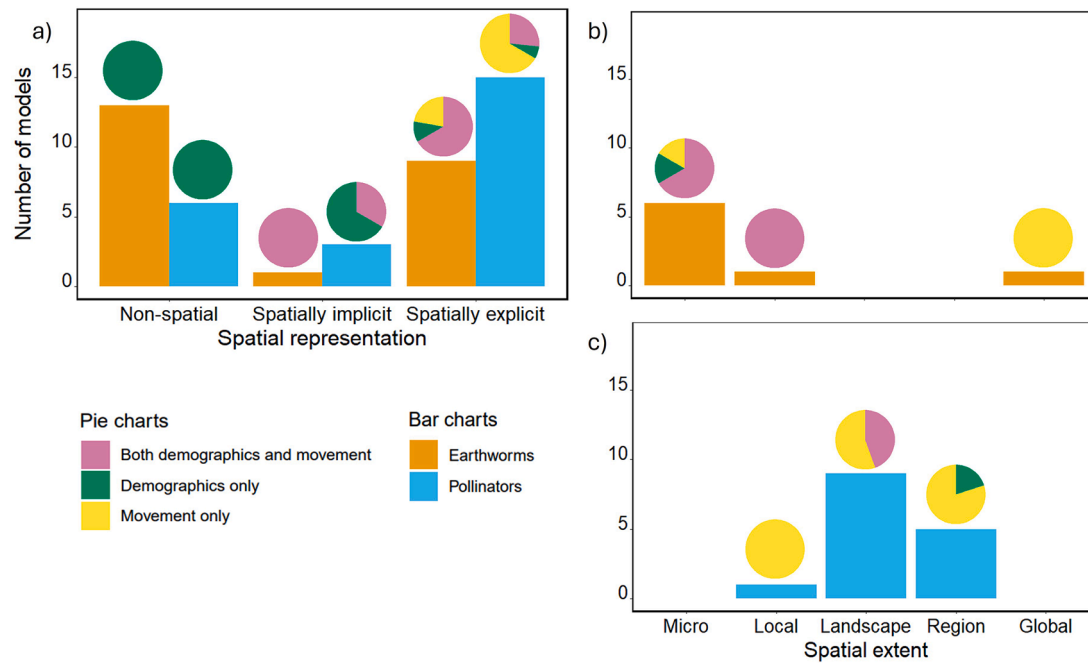 a)
Number of models
15
10
5
0
Non-spatial
Spatially implicit
Spatially explicit
Spatial representation
b)
15
10
5
0
c)
15
10
5
0
Micro
Local
Landscape
Region
Global
Spatial extent
Pie charts
Both demographics and movement
Demographics only
Movement only
Bar charts
Earthworms
Pollinators